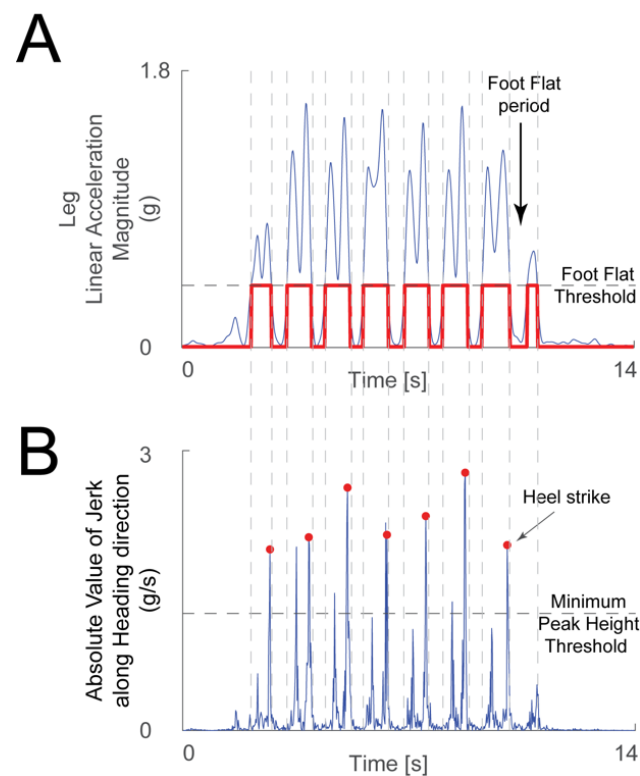 A
1.8
Foot Flat
period
Leg
Linear Acceleration
Magnitude
(g)
Foot Flat
Threshold
0
0
Time [s]
14
B
3
Heel strike
Absolute Value of Jerk
along Heading direction
(g/s)
Minimum
Peak Height
Threshold
0
0
Time [s]
14